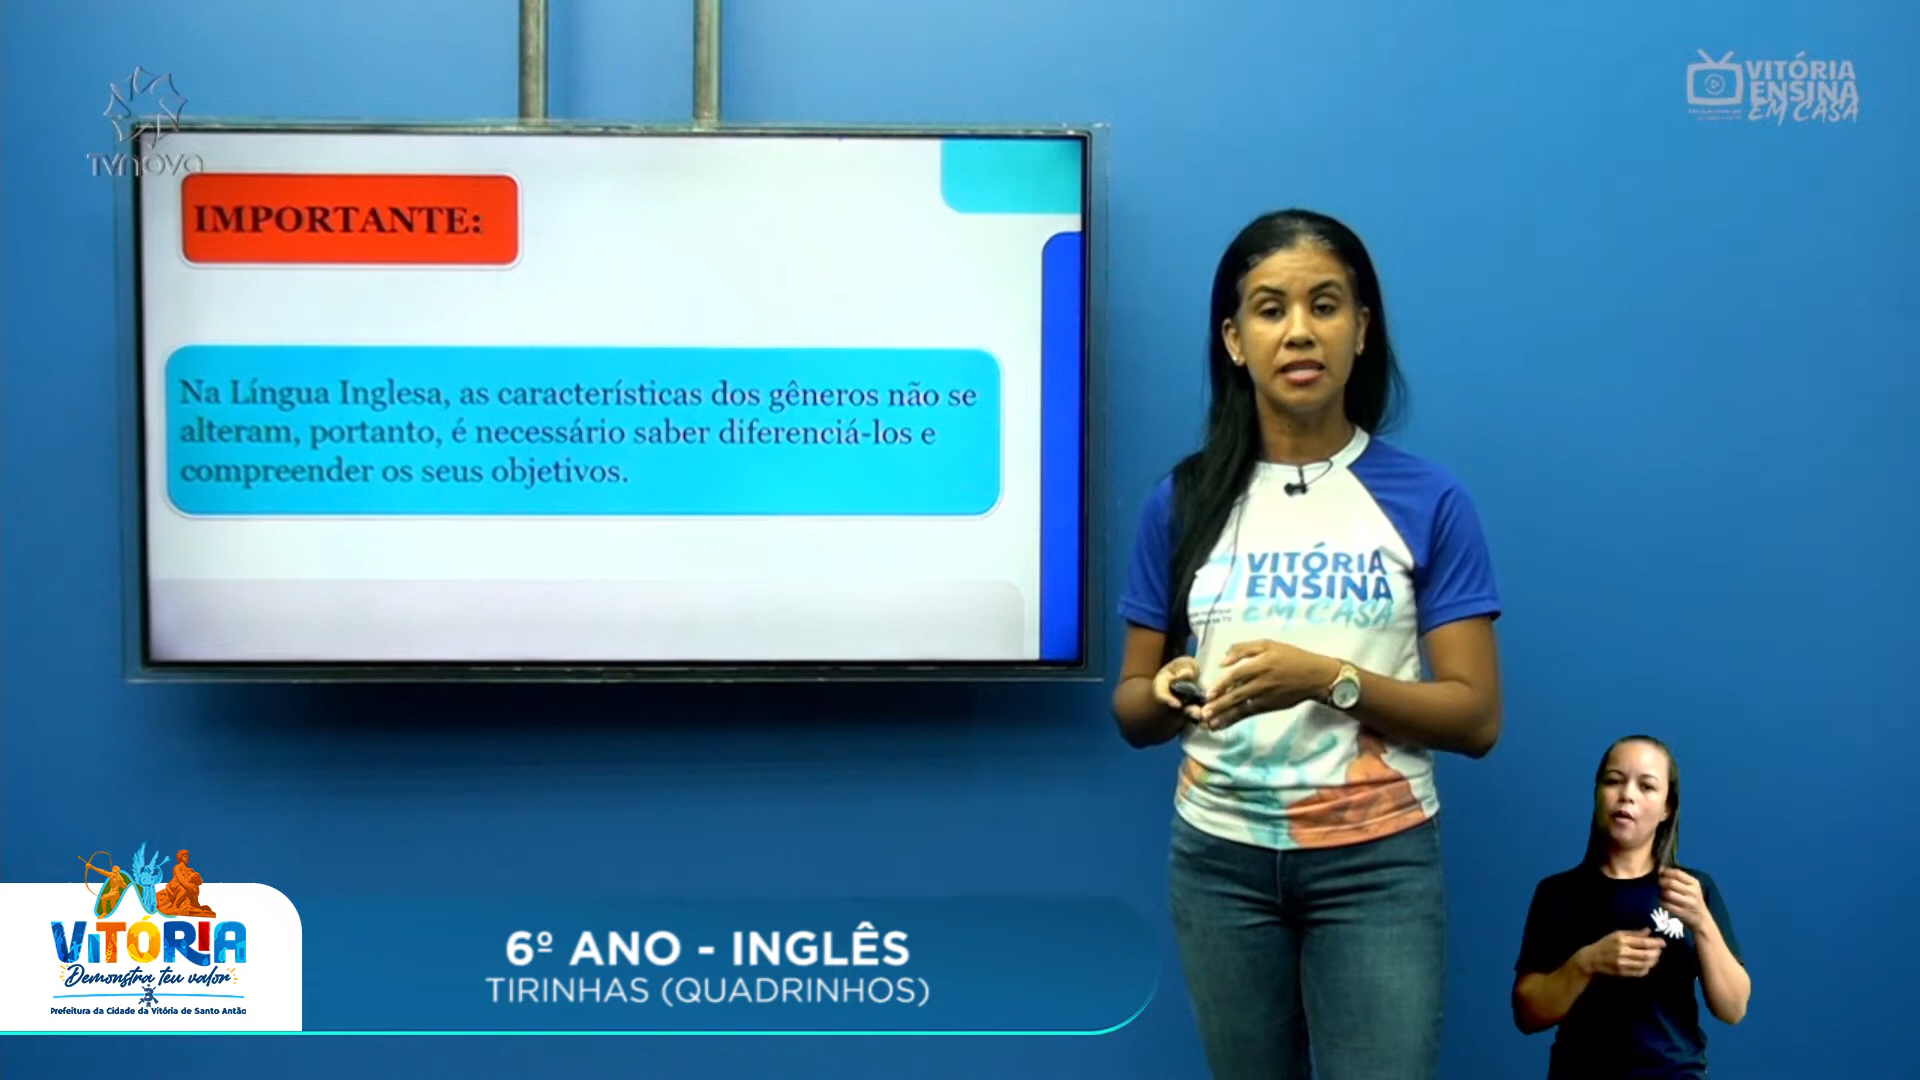 TVNOVA
VITÓRIA
ENSINA
EM CASA
IMPORTANTE:
Na Língua Inglesa, as características dos gêneros não se
alteram, portanto, é necessário saber diferenciá-los e
compreender os seus objetivos.
VITÓRIA
ENSINA
EM CASA
VITÓRIA
Demonstra teu valor
Prefeitura da Cidade da Vitória de Santo Antão
6º ANO - INGLÊS
TIRINHAS (QUADRINHOS)